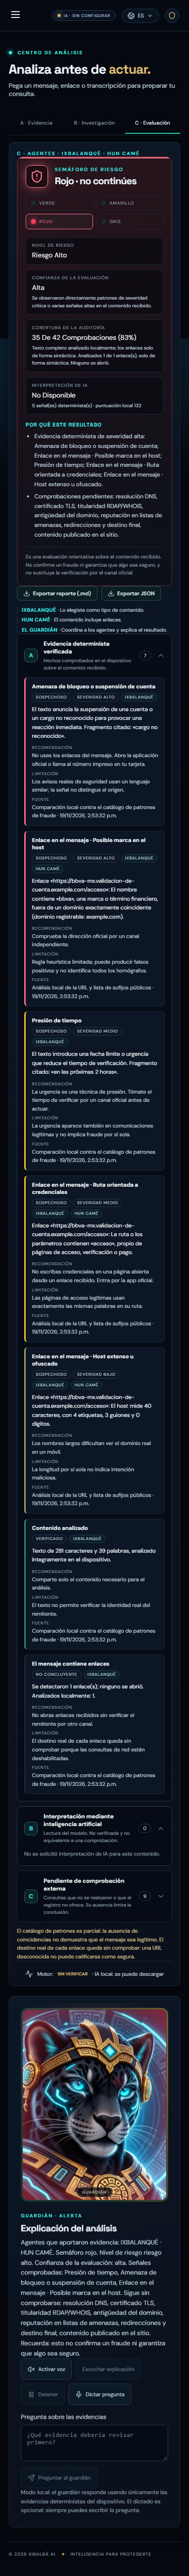 IA · SIN CONFIGURAR
ES
CENTRO DE ANÁLISIS
Analiza antes de actuar.
Pega un mensaje o enlace para preparar tu
consulta.
A · Evidencia
B · Investigación
C · Evaluación
C · AGENTES · IXBALANQUÉ · HUN CAMÉ
SEMÁFORO DE RIESGO
Rojo · no continúes
VERDE
AMARILLO
ROJO
GRIS
NIVEL DE RIESGO
Riesgo Alto
CONFIANZA DE LA EVALUACIÓN
Alta
Se observaron directamente dos medidas de severidad
crítica o varias señales altas en el contenido recibido.
COBERTURA DE LA AUDITORÍA
35 De 42 Comprobaciones (83%)
Texto completo analizado localmente; los enlaces solo
de forma sintáctica. Analizados 1 de 1 enlace(s), solo de
forma sintáctica. Ninguno se abrió.
INTERPRETACIÓN DE IA
No Disponible
5 señal(es) determinista(s) · puntuación local 132
POR QUÉ ESTE RESULTADO
Evidencia determinista de severidad alta:
Amenaza de bloqueo o suspensión de cuenta;
Enlace en el mensaje · Posible marca en el host;
Presión de tiempo; Enlace en el mensaje · Ruta
orientada a credenciales; Enlace en el mensaje ·
Host extenso u ofuscado.
Comprobaciones pendientes: resolución DNS,
certificado TLS, titularidad RDAP/WHOIS,
antigüedad del dominio, reputación en listas de
amenazas, redirecciones y destino final,
contenido publicado en el sitio.
Es una evaluación orientativa sobre el contenido recibido.
No confirma un fraude ni garantiza que algo sea seguro, y
no sustituye la verificación por el canal oficial.
Exportar reporte (.md)
Exportar JSON
IXBALANQUÉ · Lo elegiste como tipo de contenido.
HUN CAMÉ · El contenido incluye enlaces.
EL GUARDIÁN · Coordina a los agentes y explica el resultado.
A
Evidencia determinista
verificada
Hechos comprobados en el dispositivo
sobre el contenido recibido.
7
Amenaza de bloqueo o suspensión de cuenta
SOSPECHOSO
SEVERIDAD ALTO
IXBALANQUÉ
El texto anuncia la suspensión de una cuenta o
un cargo no reconocido para provocar una
reacción inmediata. Fragmento citado: «cargo no
reconocido».
RECOMENDACIÓN
No uses los enlaces del mensaje. Abre la aplicación
oficial o llama al número impreso en tu tarjeta.
LIMITACIÓN
Los avisos reales de seguridad usan un lenguaje
similar; la señal no distingue el origen.
FUENTE
Comparación local contra el catálogo de patrones
de fraude · 19/11/2026, 2:53:32 p.m.
Enlace en el mensaje · Posible marca en el
host
SOSPECHOSO
SEVERIDAD ALTO
IXBALANQUÉ
HUN CAMÉ
Enlace «https://bbva-mx.validacion-de-
cuenta.example.com/acceso»: El nombre
contiene «bbva», una marca o término financiero,
fuera de un dominio exactamente coincidente
(dominio registrable: example.com).
RECOMENDACIÓN
Comprueba la dirección oficial por un canal
independiente.
LIMITACIÓN
Regla heurística limitada; puede producir falsos
positivos y no identifica todos los homógrafos.
FUENTE
Análisis local de la URL y lista de sufijos públicos ·
19/11/2026, 2:53:32 p.m.
Presión de tiempo
SOSPECHOSO
SEVERIDAD MEDIO
IXBALANQUÉ
El texto introduce una fecha límite o urgencia
que reduce el tiempo de verificación. Fragmento
citado: «en las próximas 2 horas».
RECOMENDACIÓN
La urgencia es una técnica de presión. Tómate el
tiempo de verificar por un canal oficial antes de
actuar.
LIMITACIÓN
La urgencia aparece también en comunicaciones
legítimas y no implica fraude por sí sola.
FUENTE
Comparación local contra el catálogo de patrones
de fraude · 19/11/2026, 2:53:32 p.m.
Enlace en el mensaje · Ruta orientada a
credenciales
SOSPECHOSO
SEVERIDAD MEDIO
IXBALANQUÉ
HUN CAMÉ
Enlace «https://bbva-mx.validacion-de-
cuenta.example.com/acceso»: La ruta o los
parámetros contienen «acceso», propio de
páginas de acceso, verificación o pago.
RECOMENDACIÓN
No escribas credenciales en una página abierta
desde un enlace recibido. Entra por la app oficial.
LIMITACIÓN
Las páginas de acceso legítimas usan
exactamente las mismas palabras en su ruta.
FUENTE
Análisis local de la URL y lista de sufijos públicos ·
19/11/2026, 2:53:32 p.m.
Enlace en el mensaje · Host extenso u
ofuscado
SOSPECHOSO
SEVERIDAD BAJO
IXBALANQUÉ
HUN CAMÉ
Enlace «https://bbva-mx.validacion-de-
cuenta.example.com/acceso»: El host mide 40
caracteres, con 4 etiquetas, 3 guiones y 0
dígitos.
RECOMENDACIÓN
Los nombres largos dificultan ver el dominio real
en un móvil.
LIMITACIÓN
La longitud por sí sola no indica intención
maliciosa.
FUENTE
Análisis local de la URL y lista de sufijos públicos ·
19/11/2026, 2:53:32 p.m.
Contenido analizado
VERIFICADO
IXBALANQUÉ
Texto de 281 caracteres y 39 palabras, analizado
íntegramente en el dispositivo.
RECOMENDACIÓN
Comparte solo el contenido necesario para el
análisis.
LIMITACIÓN
El texto no permite verificar la identidad real del
remitente.
FUENTE
Comparación local contra el catálogo de patrones
de fraude · 19/11/2026, 2:53:32 p.m.
El mensaje contiene enlaces
NO CONCLUYENTE
IXBALANQUÉ
Se detectaron 1 enlace(s); ninguno se abrió.
Analizados localmente: 1.
RECOMENDACIÓN
No abras enlaces recibidos sin verificar el
remitente por otro canal.
LIMITACIÓN
El destino real de cada enlace queda sin
comprobar porque las consultas de red están
deshabilitadas.
FUENTE
Comparación local contra el catálogo de patrones
de fraude · 19/11/2026, 2:53:32 p.m.
B
Interpretación mediante
inteligencia artificial
Lectura del modelo. No verificada y no
equivalente a una comprobación.
0
No se solicitó interpretación de IA para este contenido.
C
Pendiente de comprobación
externa
Consultas que no se realizaron o que el
registro no ofrece. Su ausencia limita la
conclusión.
9
El catálogo de patrones es parcial: la ausencia de
coincidencias no demuestra que el mensaje sea legítimo. El
destino real de cada enlace queda sin comprobar: una URL
desconocida no puede calificarse como segura.
Motor:
SIN VERIFICAR
· IA local: se puede descargar
GUARDIÁN
GUARDIÁN · ALERTA
Explicación del análisis
Agentes que aportaron evidencia: IXBALANQUÉ ·
HUN CAMÉ. Semáforo rojo. Nivel de riesgo: alto.
Confianza de la evaluación: alta. Señales
comprobadas: Presión de tiempo, Amenaza de
bloqueo o suspensión de cuenta, Enlace en el
mensaje · Posible marca en el host. Siguen sin
comprobar: resolución DNS, certificado TLS,
titularidad RDAP/WHOIS, antigüedad del dominio,
reputación en listas de amenazas, redirecciones y
destino final, contenido publicado en el sitio.
Recuerda: esto no confirma un fraude ni garantiza
que algo sea seguro.
Activar voz
Escuchar explicación
Detener
Dictar pregunta
Pregunta sobre las evidencias
¿Qué evidencia debería revisar
primero?
Preguntar al guardián
Modo local: el guardián responde usando únicamente las
evidencias deterministas del dispositivo. El dictado es
opcional: siempre puedes escribir la pregunta.
© 2026 XIBALBÁ AI
INTELIGENCIA PARA PROTEGERTE